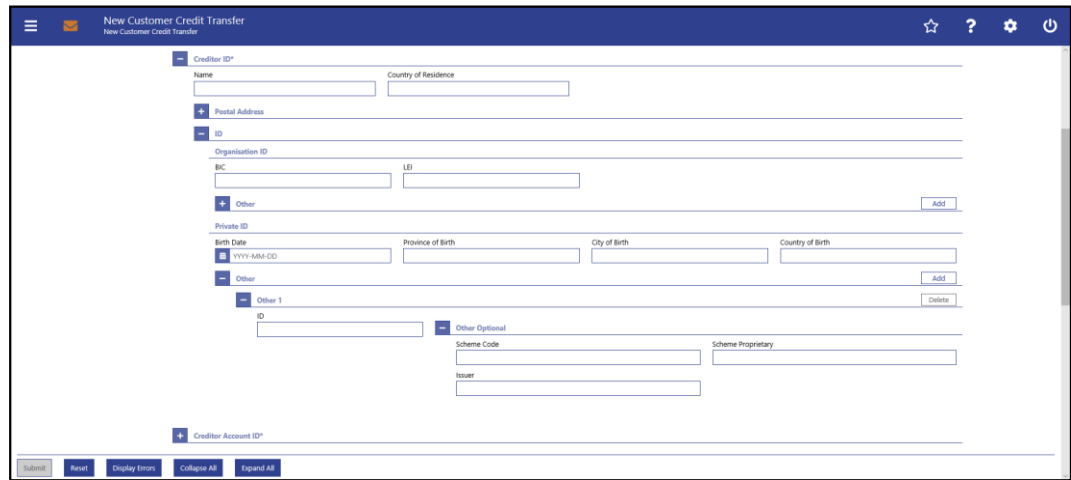 New Customer Credit Transfer
New Customer Credit Transfer
?
Creditor ID*
Name Country of Residence
Postal Address
ID
Organisation ID
BIC LEI
Other Add
Private ID
Birth Date Province of Birth City of Birth Country of Birth
YYYY-MM-DD
Other Add
Other 1 Delete
ID
Other Optional
Scheme Code Scheme Proprietary
Issuer
Creditor Account ID*
Submit Reset Display Errors Collapse All Expand All